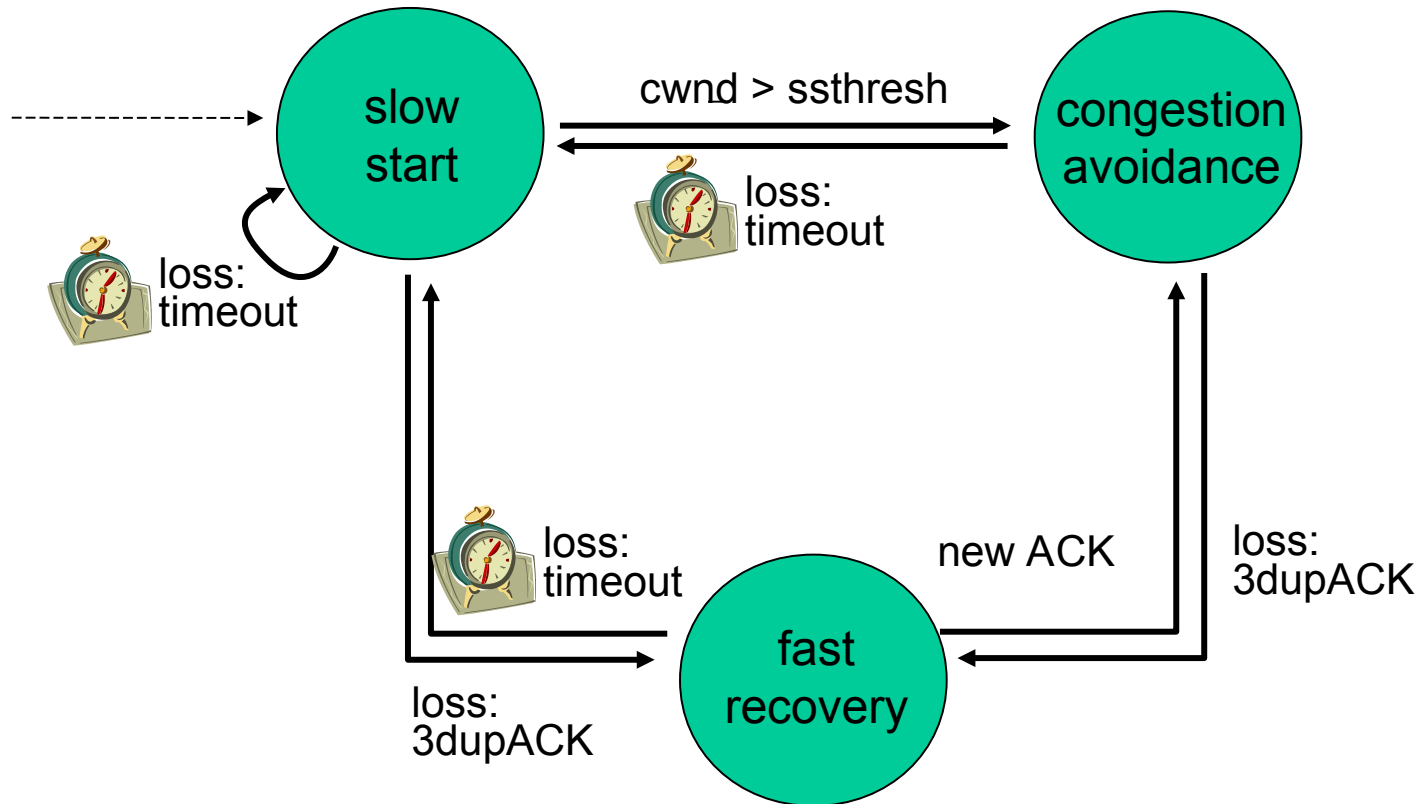 slow
start
cwnd > ssthresh
congestion
avoidance
loss:
timeout
loss:
timeout
loss:
timeout
new ACK
loss:
3dupACK
fast
recovery
loss:
3dupACK